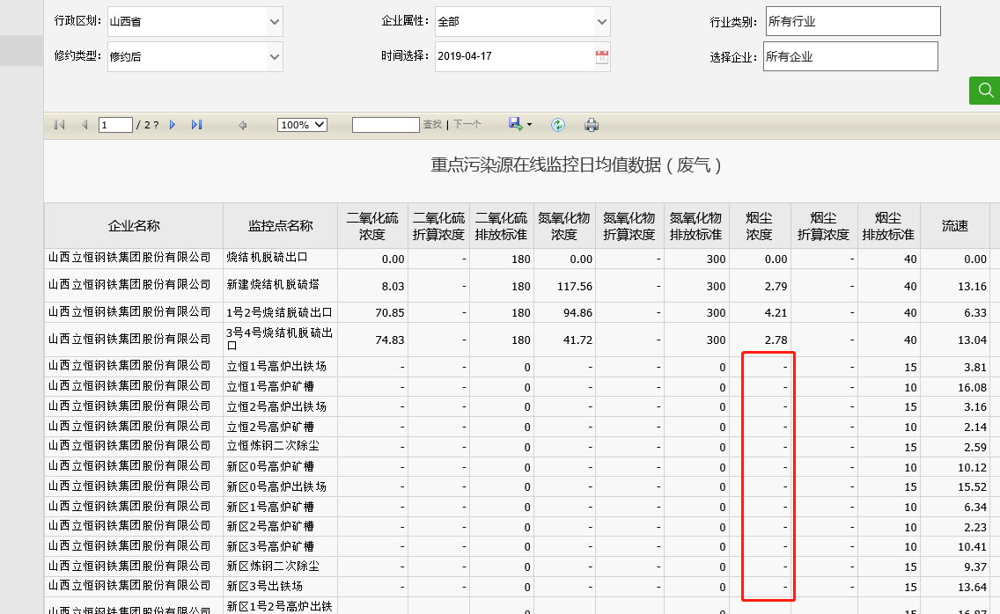 行政区划： 山西省 企业属性： 全部 行业类别： 所有行业
修约类型： 修约后 时间选择： 2019-04-17 选择企业： 所有企业
1 / 2 ? 100% 查找 | 下一个
重点污染源在线监控日均值数据（废气）
企业名称 监控点名称 二氧化硫浓度 二氧化硫折算浓度 二氧化硫排放标准 氮氧化物浓度 氮氧化物折算浓度 氮氧化物排放标准 烟尘浓度 烟尘折算浓度 烟尘排放标准 流速
山西立恒钢铁集团股份有限公司 烧结机脱硫出口 0.00 - 180 0.00 - 300 0.00 - 40 0.00
山西立恒钢铁集团股份有限公司 新建烧结机脱硫塔 8.03 - 180 117.56 - 300 2.79 - 40 13.16
山西立恒钢铁集团股份有限公司 1号2号烧结机脱硫出口 70.85 - 180 94.86 - 300 4.21 - 40 6.33
山西立恒钢铁集团股份有限公司 3号4号烧结机脱硫出口 74.83 - 180 41.72 - 300 2.78 - 40 13.04
山西立恒钢铁集团股份有限公司 立恒1号高炉出铁场 - - 0 - - 0 - - 15 3.81
山西立恒钢铁集团股份有限公司 立恒1号高炉矿槽 - - 0 - - 0 - - 10 16.08
山西立恒钢铁集团股份有限公司 立恒2号高炉出铁场 - - 0 - - 0 - - 15 3.16
山西立恒钢铁集团股份有限公司 立恒2号高炉矿槽 - - 0 - - 0 - - 10 2.14
山西立恒钢铁集团股份有限公司 立恒炼钢二次除尘 - - 0 - - 0 - - 15 2.59
山西立恒钢铁集团股份有限公司 新区0号高炉矿槽 - - 0 - - 0 - - 10 10.12
山西立恒钢铁集团股份有限公司 新区0号高炉出铁场 - - 0 - - 0 - - 15 15.52
山西立恒钢铁集团股份有限公司 新区1号高炉矿槽 - - 0 - - 0 - - 10 6.34
山西立恒钢铁集团股份有限公司 新区2号高炉矿槽 - - 0 - - 0 - - 10 2.23
山西立恒钢铁集团股份有限公司 新区3号高炉矿槽 - - 0 - - 0 - - 10 10.41
山西立恒钢铁集团股份有限公司 新区炼钢二次除尘 - - 0 - - 0 - - 15 9.37
山西立恒钢铁集团股份有限公司 新区3号出铁场 - - 0 - - 0 - - 15 13.64
山西立恒钢铁集团股份有限公司 新区1号2号高炉出铁 - - 0 - - 0 - - 15 16.87